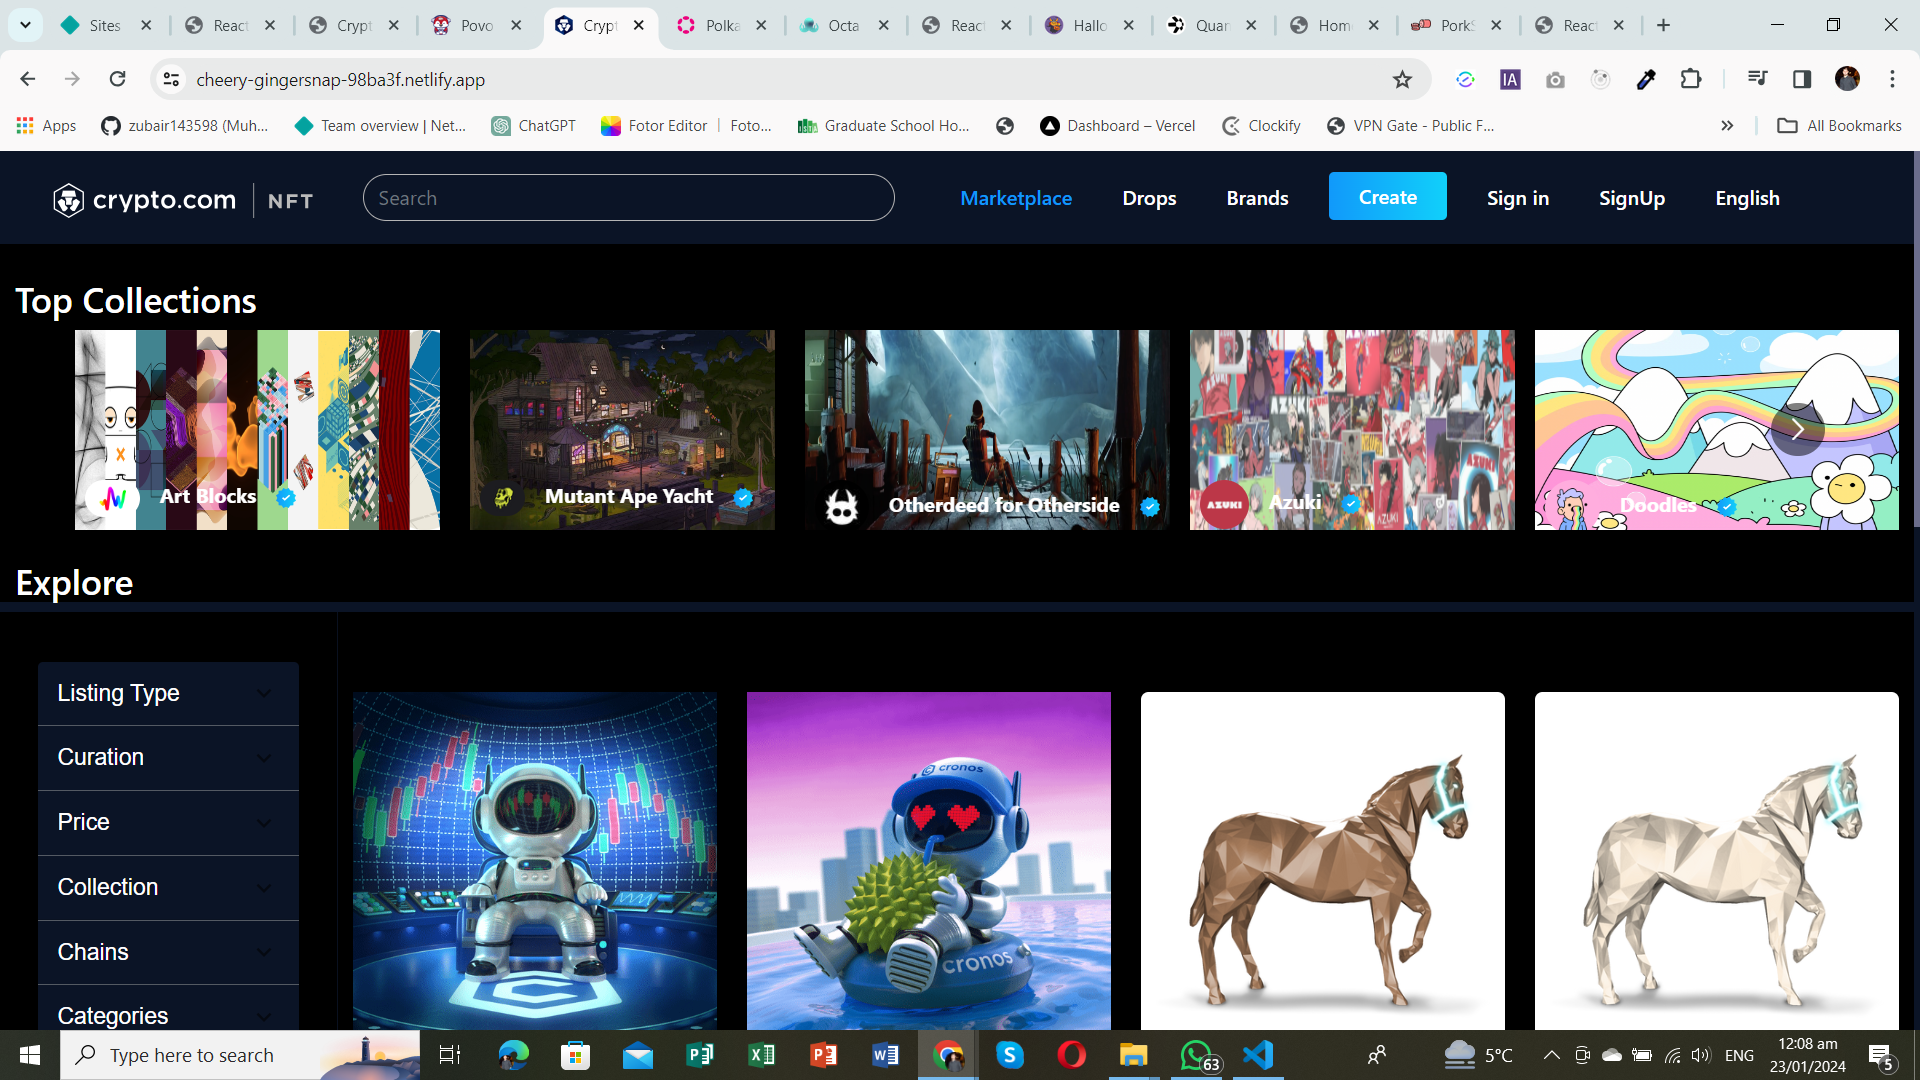 Sites
React
Crypt
Povo
Crypt
Polka
Octa
React
Hallo
Quan
Hom
PorkS
React
cheery-gingersnap-98ba3f.netlify.app
IA
Apps
zubair143598 (Muh...
Team overview | Net...
ChatGPT
Fotor Editor | Foto...
Graduate School Ho...
Dashboard – Vercel
Clockify
VPN Gate - Public F...
All Bookmarks
crypto.com | NFT
Search
Marketplace
Drops
Brands
Create
Sign in
SignUp
English
Top Collections
Art Blocks
Mutant Ape Yacht
Otherdeed for Otherside
AZUKI
Azuki
Doodles
Explore
Listing Type
Curation
Price
Collection
Chains
Categories
cronos
cronos
Type here to search
63
5°C
ENG
12:08 am
23/01/2024
5